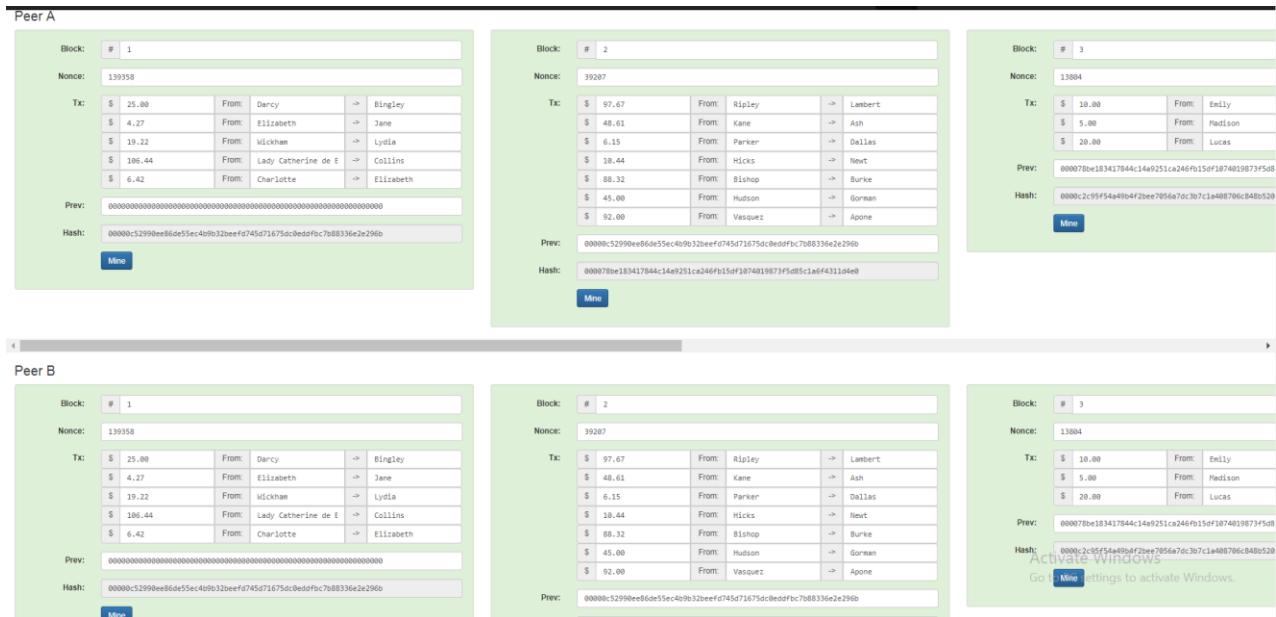 Peer A
Block: # 1
Nonce: 139358
Tx: $ 25.00 From: Darcy -> Bingley
$ 4.27 From: Elizabeth -> Jane
$ 19.22 From: Wickham -> Lydia
$ 106.44 From: Lady Catherine de B -> Collins
$ 6.42 From: Charlotte -> Elizabeth
Prev: 0000000000000000000000000000000000000000000000000000000000000000
Hash: 00000c52990ee86de55ec4b9b32beefd745d71675dc0eddfbc7b88336e2e296b
Mine
Block: # 2
Nonce: 39207
Tx: $ 97.67 From: Ripley -> Lambert
$ 48.61 From: Kane -> Ash
$ 6.15 From: Parker -> Dallas
$ 10.44 From: Hicks -> Newt
$ 88.32 From: Bishop -> Burke
$ 45.00 From: Hudson -> Gorman
$ 92.00 From: Vasquez -> Apone
Prev: 00000c52990ee86de55ec4b9b32beefd745d71675dc0eddfbc7b88336e2e296b
Hash: 000078be183417844c14a9251ca246fb15df1074019873f5d85c1a6f4311d4e0
Mine
Block: # 3
Nonce: 13804
Tx: $ 10.00 From: Emily
$ 5.00 From: Madison
$ 20.00 From: Lucas
Prev: 000078be183417844c14a9251ca246fb15df1074019873f5d8
Hash: 0000c2c95f54a49b4f2bee7056a7dc3b7c1a408706c848b520
Mine
Peer B
Block: # 1
Nonce: 139358
Tx: $ 25.00 From: Darcy -> Bingley
$ 4.27 From: Elizabeth -> Jane
$ 19.22 From: Wickham -> Lydia
$ 106.44 From: Lady Catherine de B -> Collins
$ 6.42 From: Charlotte -> Elizabeth
Prev: 0000000000000000000000000000000000000000000000000000000000000000
Hash: 00000c52990ee86de55ec4b9b32beefd745d71675dc0eddfbc7b88336e2e296b
Mine
Block: # 2
Nonce: 39207
Tx: $ 97.67 From: Ripley -> Lambert
$ 48.61 From: Kane -> Ash
$ 6.15 From: Parker -> Dallas
$ 10.44 From: Hicks -> Newt
$ 88.32 From: Bishop -> Burke
$ 45.00 From: Hudson -> Gorman
$ 92.00 From: Vasquez -> Apone
Prev: 00000c52990ee86de55ec4b9b32beefd745d71675dc0eddfbc7b88336e2e296b
Block: # 3
Nonce: 13804
Tx: $ 10.00 From: Emily
$ 5.00 From: Madison
$ 20.00 From: Lucas
Prev: 000078be183417844c14a9251ca246fb15df1074019873f5d8
Hash: 0000c2c95f54a49b4f2bee7056a7dc3b7c1a408706c848b520
Mine
Activate Windows
Go to Settings to activate Windows.